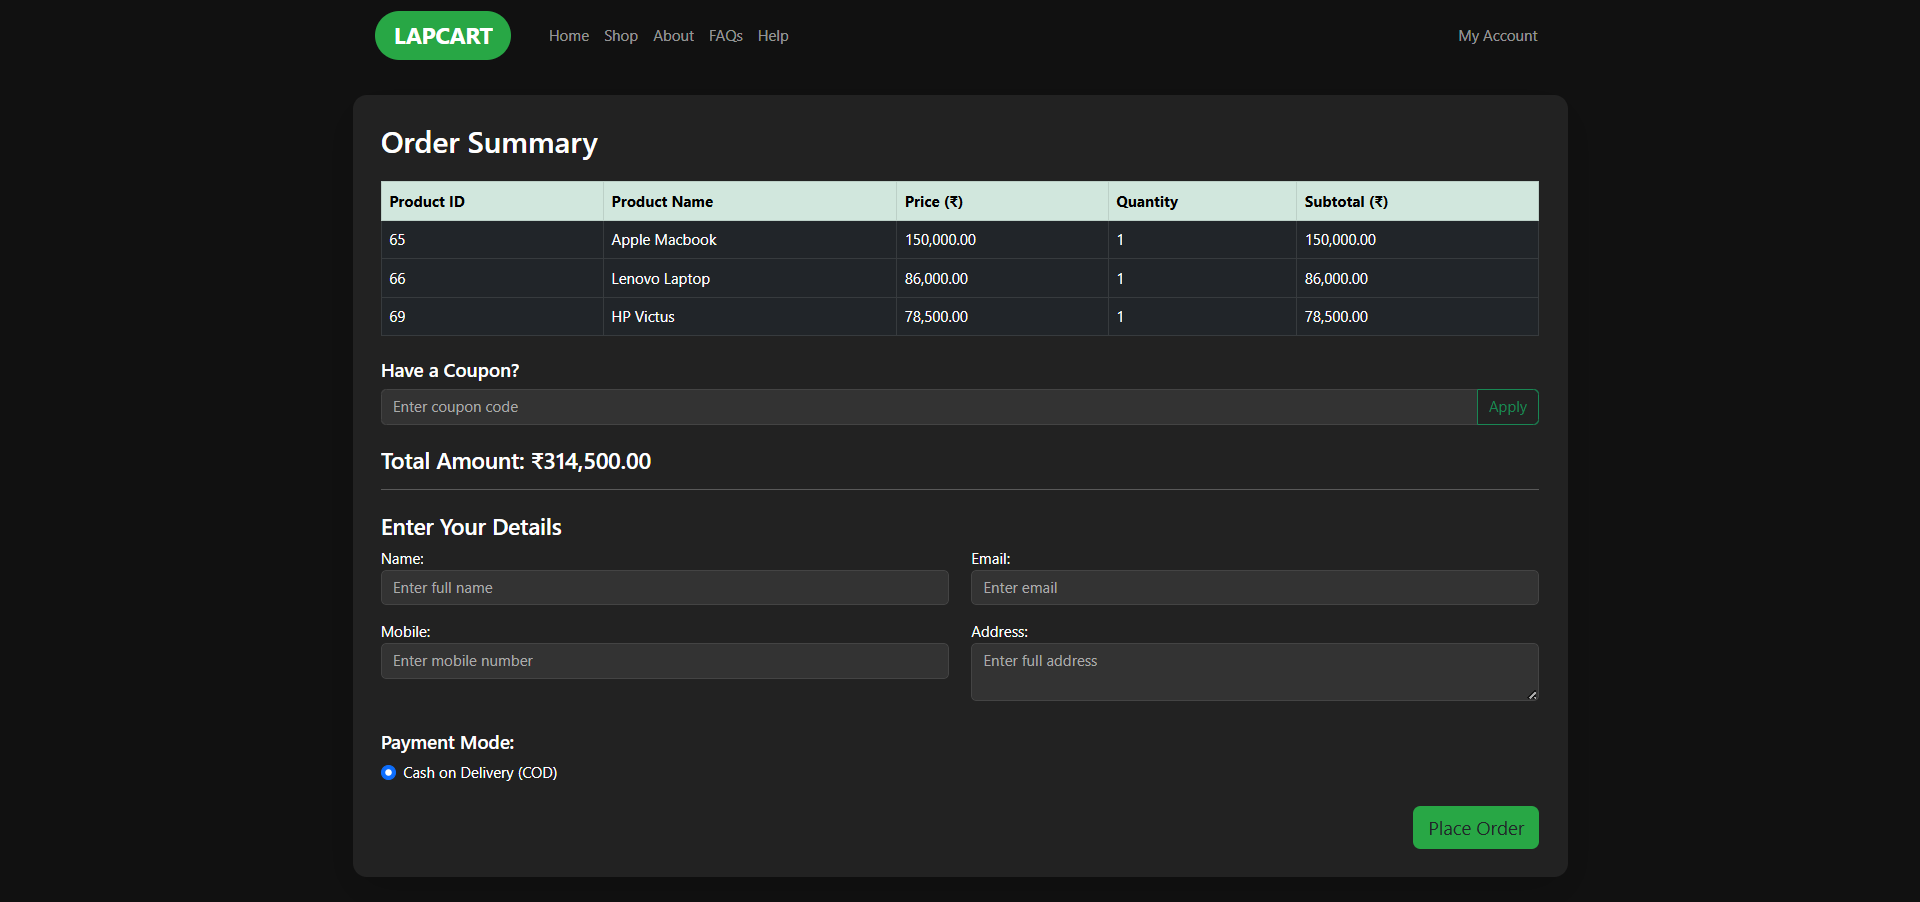 LAPCART Home Shop About FAQs Help My Account
Order Summary
Product ID Product Name Price (₹) Quantity Subtotal (₹)
65 Apple Macbook 150,000.00 1 150,000.00
66 Lenovo Laptop 86,000.00 1 86,000.00
69 HP Victus 78,500.00 1 78,500.00
Have a Coupon?
Enter coupon code Apply
Total Amount: ₹314,500.00
Enter Your Details
Name: Email:
Enter full name Enter email
Mobile: Address:
Enter mobile number Enter full address
Payment Mode:
Cash on Delivery (COD)
Place Order